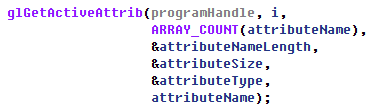 glGetActiveAttrib(programHandle, i,
ARRAY_COUNT(attributeName),
&attributeNameLength,
&attributeSize,
&attributeType,
attributeName);